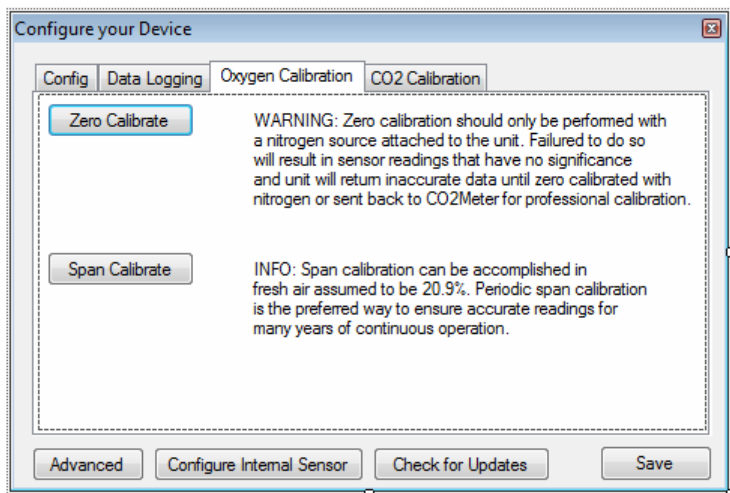 Configure your Device
Config Data Logging Oxygen Calibration CO2 Calibration
Zero Calibrate
WARNING: Zero calibration should only be performed with
a nitrogen source attached to the unit. Failured to do so
will result in sensor readings that have no significance
and unit will return inaccurate data until zero calibrated with
nitrogen or sent back to CO2Meter for professional calibration.
Span Calibrate
INFO: Span calibration can be accomplished in
fresh air assumed to be 20.9%. Periodic span calibration
is the preferred way to ensure accurate readings for
many years of continuous operation.
Advanced Configure Internal Sensor Check for Updates Save